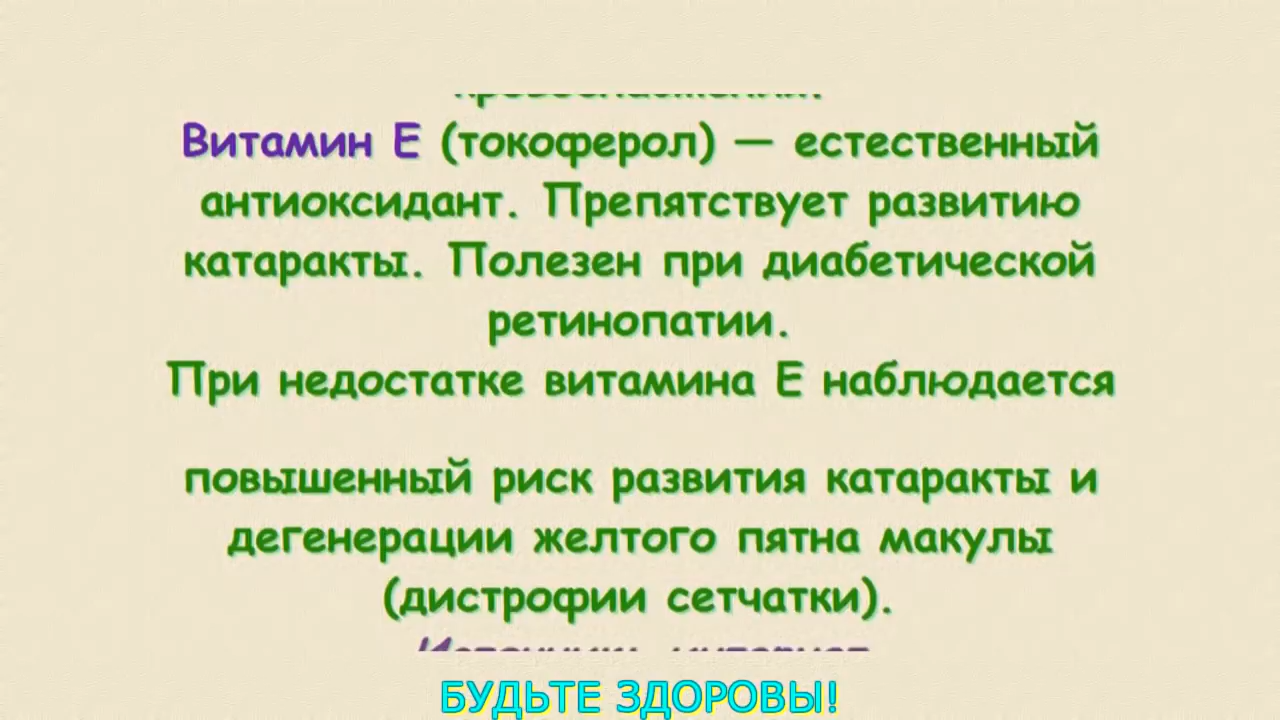 Витамин Е (токоферол) — естественный
антиоксидант. Препятствует развитию
катаракты. Полезен при диабетической
ретинопатии.
При недостатке витамина Е наблюдается
повышенный риск развития катаракты и
дегенерации желтого пятна макулы
(дистрофии сетчатки).
БУДЬТЕ ЗДОРОВЫ!